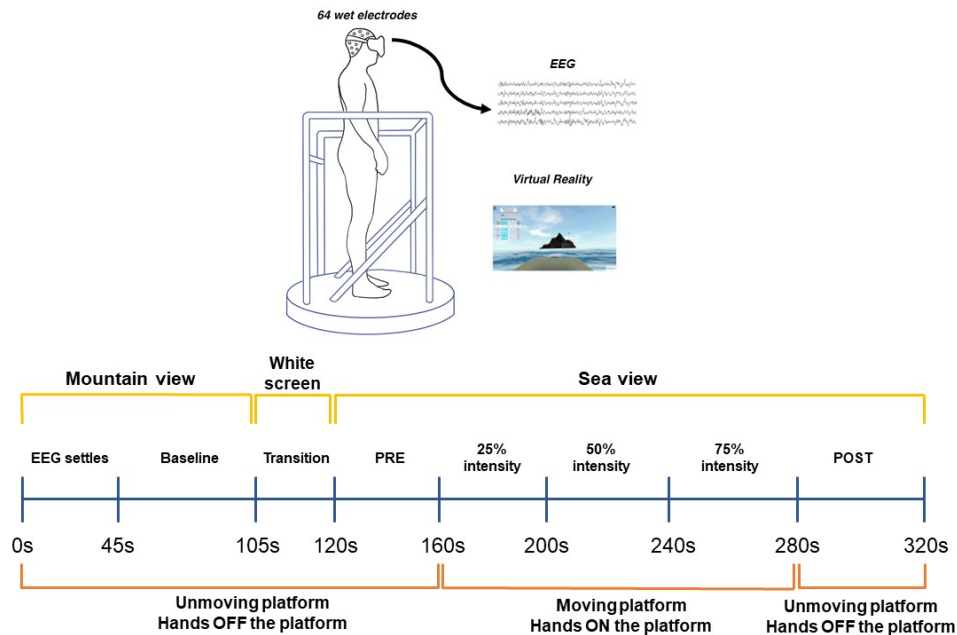 64 wet electrodes
EEG
Virtual Reality
Mountain view
White
screen
Sea view
EEG settles
Baseline
Transition
PRE
25%
intensity
50%
intensity
75%
intensity
POST
0s
45s
105s
120s
160s
200s
240s
280s
320s
Unmoving platform
Hands OFF the platform
Moving platform
Hands ON the platform
Unmoving platform
Hands OFF the platform